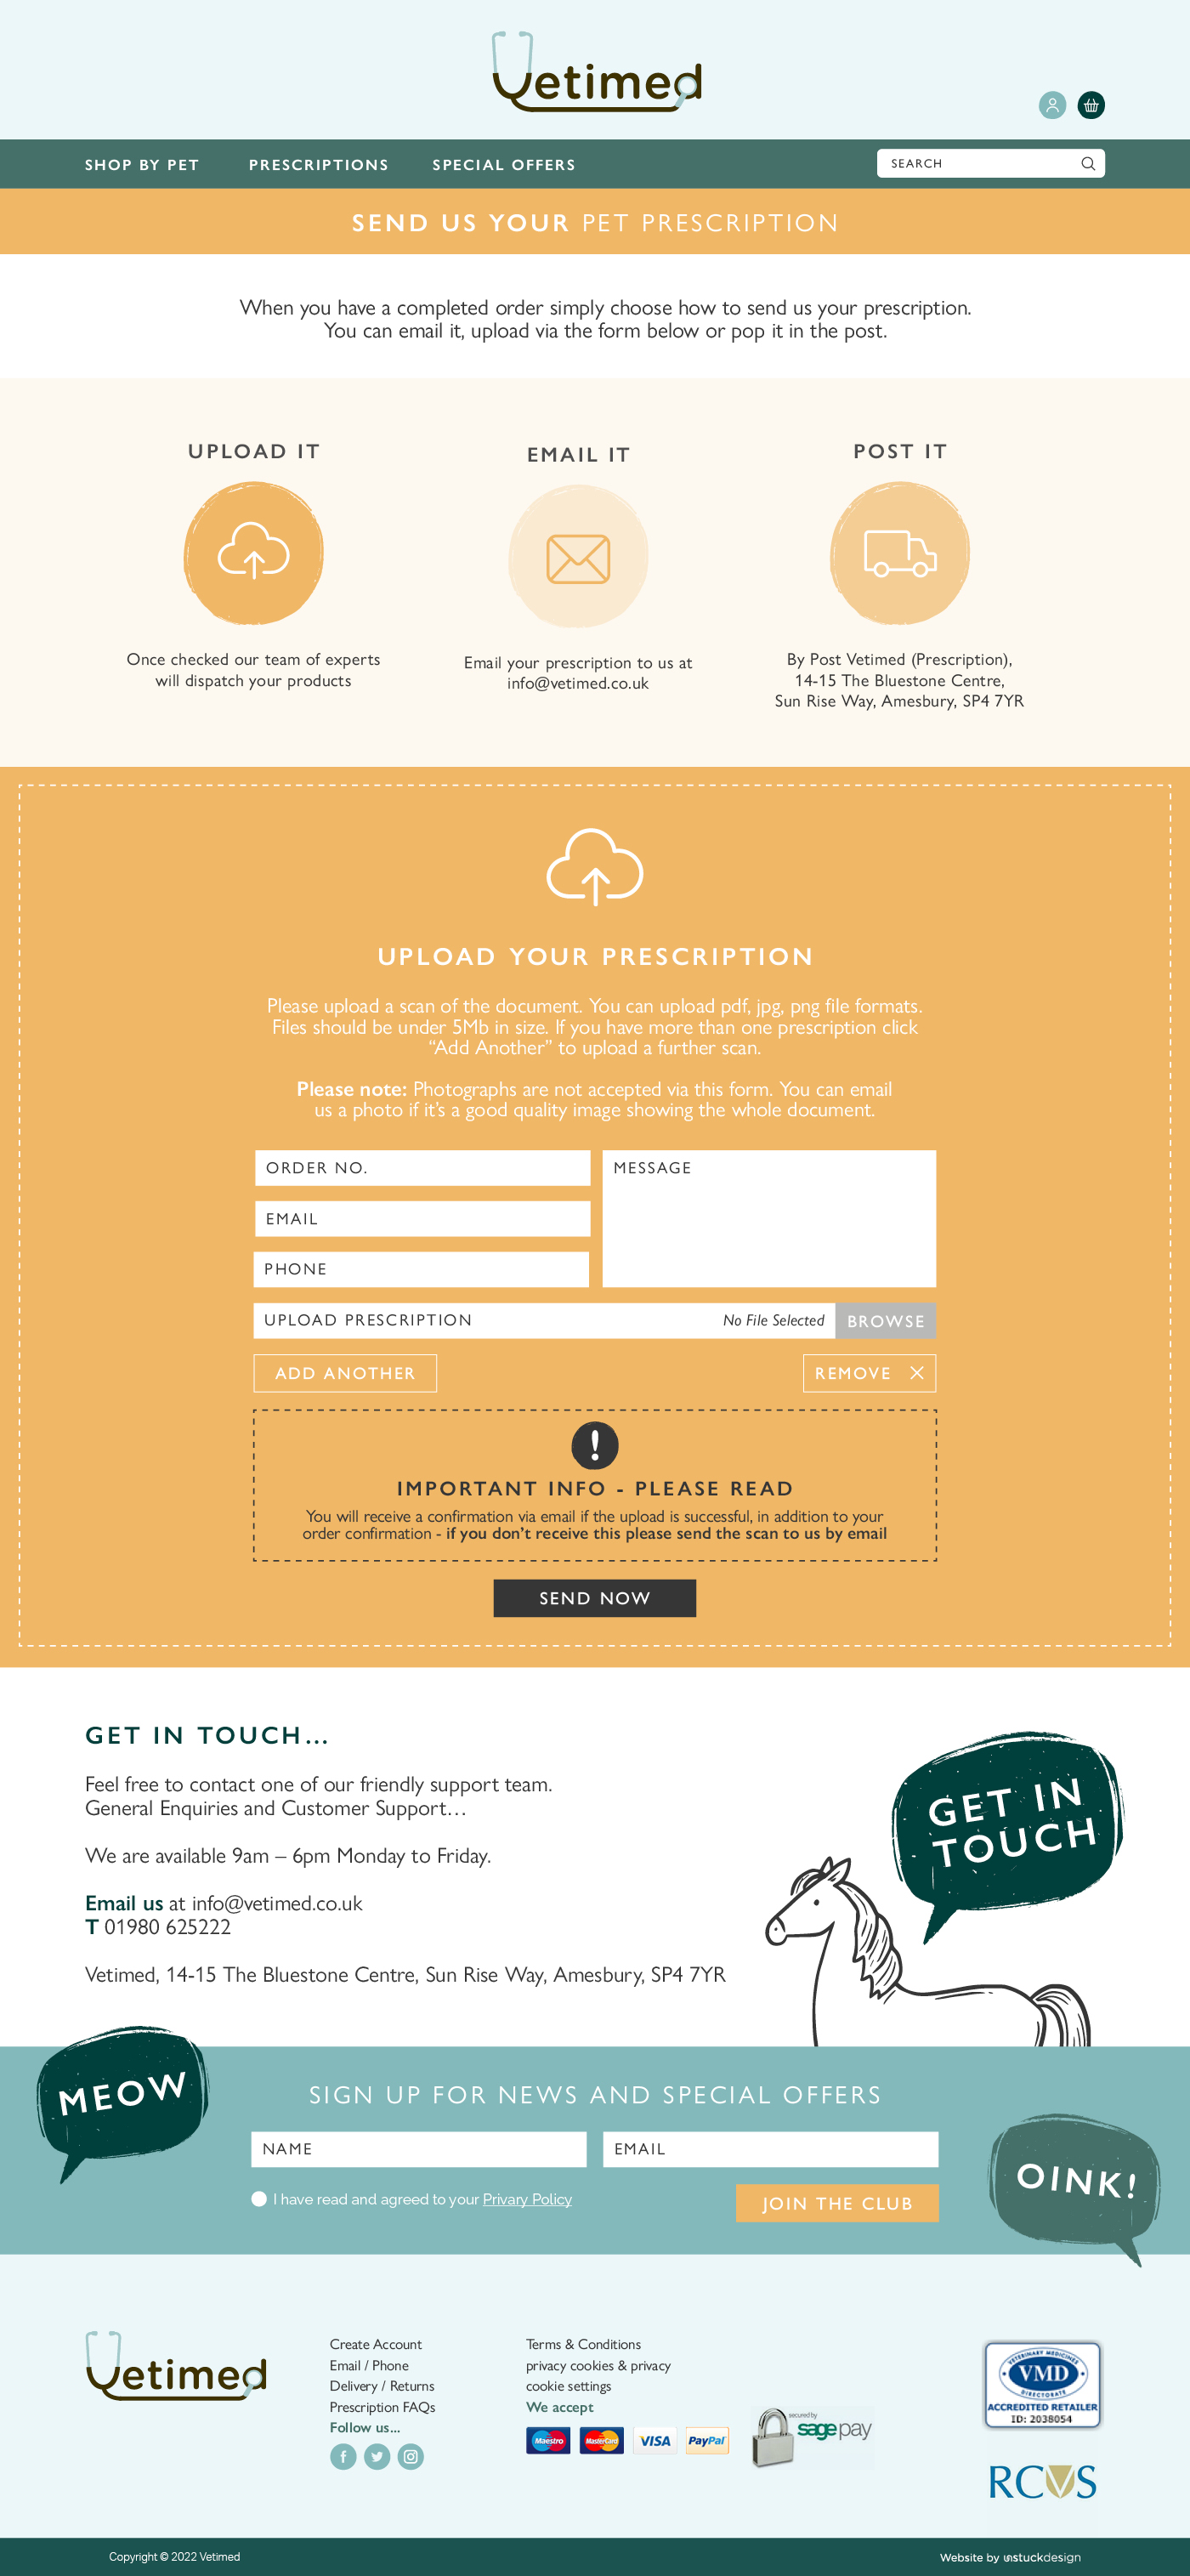 Vetimed
SHOP BY PET
PRESCRIPTIONS
SPECIAL OFFERS
SEARCH
SEND US YOUR PET PRESCRIPTION
When you have a completed order simply choose how to send us your prescription.
You can email it, upload via the form below or pop it in the post.
UPLOAD IT
Once checked our team of experts
will dispatch your products
EMAIL IT
Email your prescription to us at
info@vetimed.co.uk
POST IT
By Post Vetimed (Prescription),
14-15 The Bluestone Centre,
Sun Rise Way, Amesbury, SP4 7YR
UPLOAD YOUR PRESCRIPTION
Please upload a scan of the document. You can upload pdf, jpg, png file formats.
Files should be under 5Mb in size. If you have more than one prescription click
“Add Another” to upload a further scan.
Please note: Photographs are not accepted via this form. You can email
us a photo if it’s a good quality image showing the whole document.
ORDER NO.
EMAIL
PHONE
MESSAGE
UPLOAD PRESCRIPTION
No File Selected
BROWSE
ADD ANOTHER
REMOVE
!
IMPORTANT INFO - PLEASE READ
You will receive a confirmation via email if the upload is successful, in addition to your
order confirmation - if you don’t receive this please send the scan to us by email
SEND NOW
GET IN TOUCH...
Feel free to contact one of our friendly support team.
General Enquiries and Customer Support…
We are available 9am – 6pm Monday to Friday.
Email us at info@vetimed.co.uk
T 01980 625222
Vetimed, 14-15 The Bluestone Centre, Sun Rise Way, Amesbury, SP4 7YR
GET IN
TOUCH
MEOW
SIGN UP FOR NEWS AND SPECIAL OFFERS
NAME
EMAIL
I have read and agreed to your Privary Policy
JOIN THE CLUB
OINK!
Vetimed
Create Account
Email / Phone
Delivery / Returns
Prescription FAQs
Follow us...
Terms & Conditions
privacy cookies & privacy
cookie settings
We accept
Maestro
MasterCard
VISA
PayPal
secured by
sage pay
VETERINARY MEDICINES
VMD
DIRECTORATE
ACCREDITED RETAILER
ID: 2038054
RCVS
Copyright © 2022 Vetimed
Website by unstuckdesign